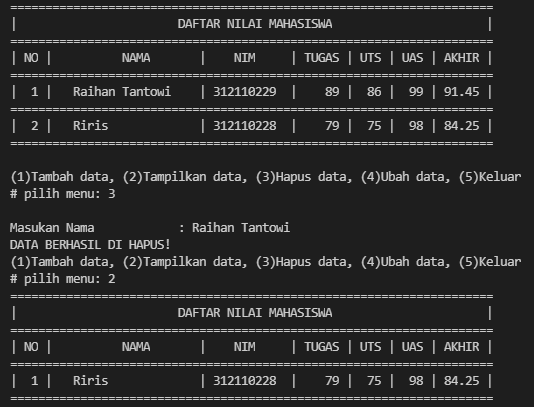 ==========================================================================
|                       DAFTAR NILAI MAHASISWA                      |
==========================================================================
| NO |          NAMA       |    NIM     | TUGAS | UTS | UAS | AKHIR |
==========================================================================
|  1 |   Raihan Tantowi    | 312110229  |    89 |  86 |  99 | 91.45 |
==========================================================================
|  2 |   Riris             | 312110228  |    79 |  75 |  98 | 84.25 |
==========================================================================
(1)Tambah data, (2)Tampilkan data, (3)Hapus data, (4)Ubah data, (5)Keluar
# pilih menu: 3
Masukan Nama            : Raihan Tantowi
DATA BERHASIL DI HAPUS!
(1)Tambah data, (2)Tampilkan data, (3)Hapus data, (4)Ubah data, (5)Keluar
# pilih menu: 2
==========================================================================
|                       DAFTAR NILAI MAHASISWA                      |
==========================================================================
| NO |          NAMA       |    NIM     | TUGAS | UTS | UAS | AKHIR |
==========================================================================
|  1 |   Riris             | 312110228  |    79 |  75 |  98 | 84.25 |
==========================================================================